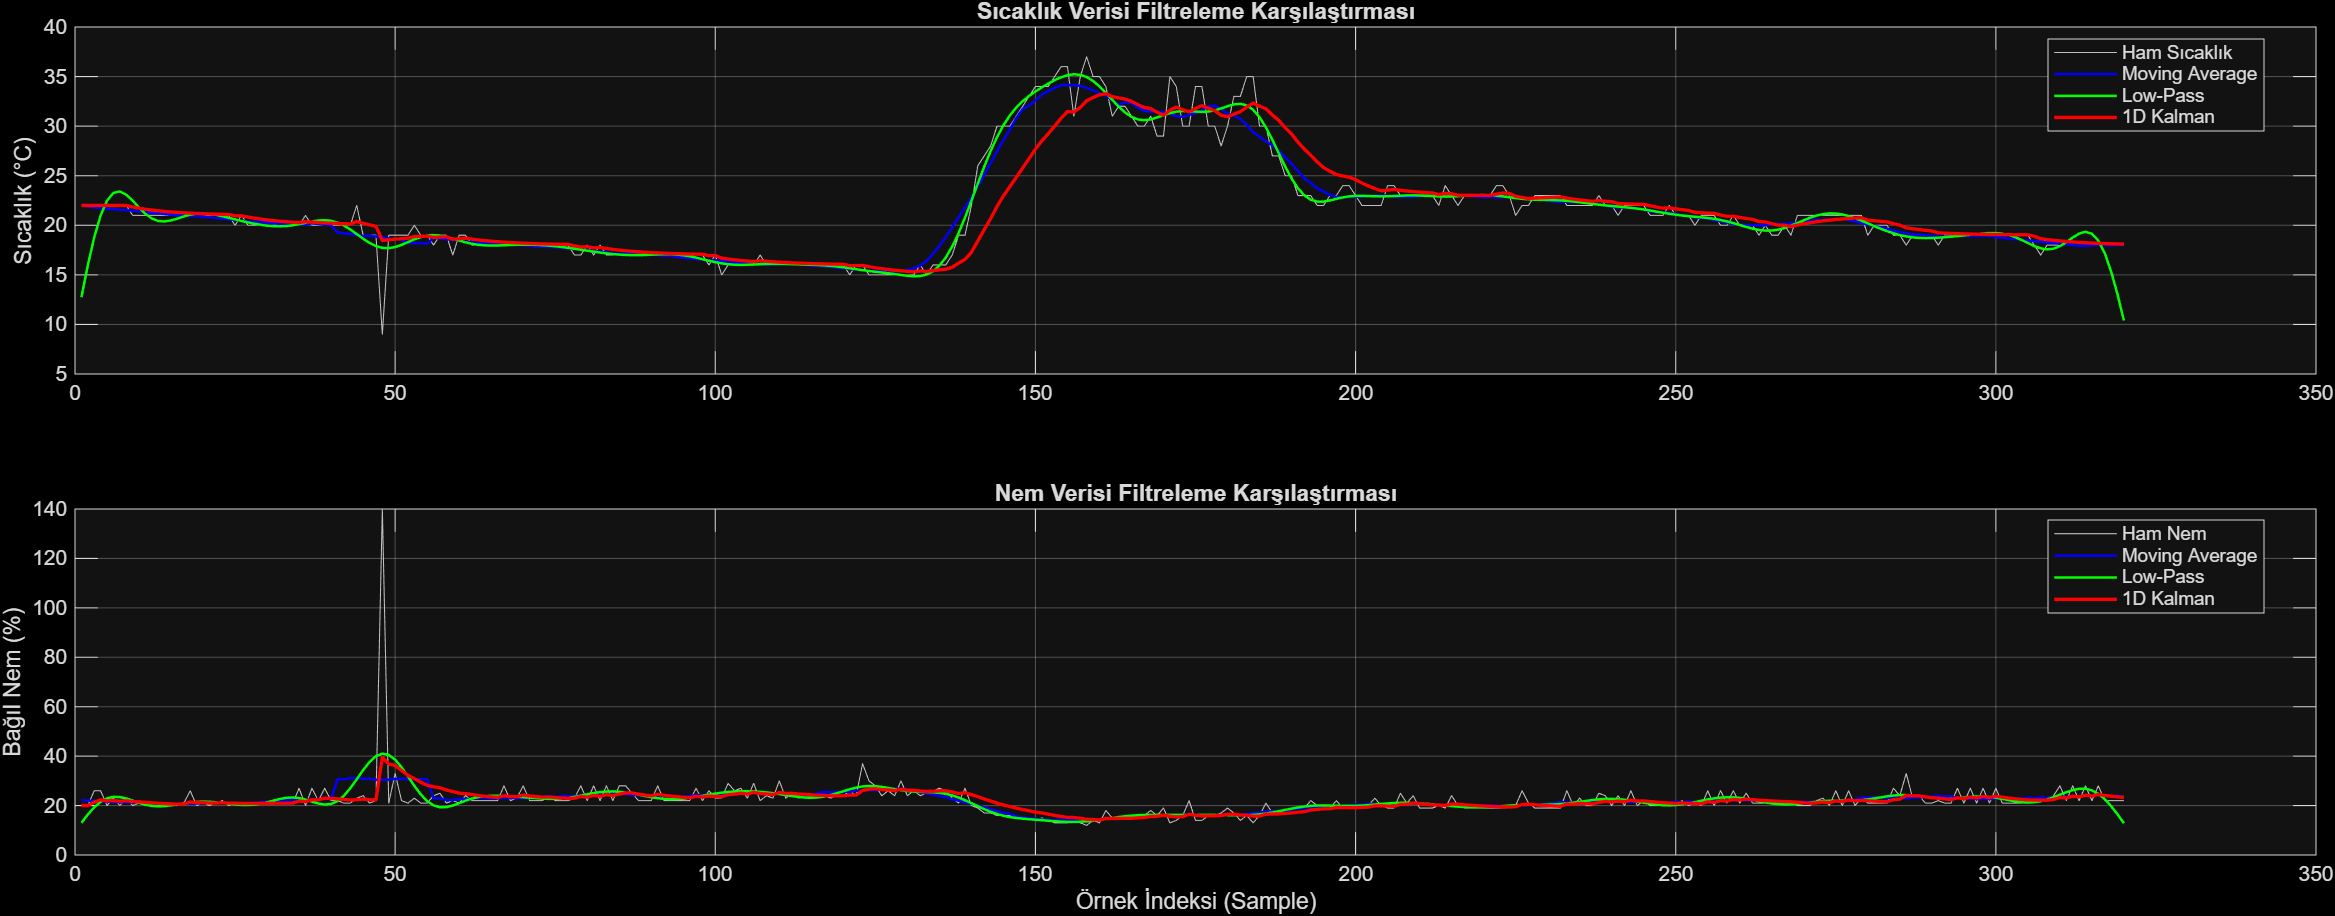 Sıcaklık Verisi Filtreleme Karşılaştırması
40
35
30
25
20
15
10
5
Sıcaklık (°C)
0 50 100 150 200 250 300 350
Ham Sıcaklık
Moving Average
Low-Pass
1D Kalman
Nem Verisi Filtreleme Karşılaştırması
140
120
100
80
60
40
20
0
Bağıl Nem (%)
0 50 100 150 200 250 300 350
Örnek İndeksi (Sample)
Ham Nem
Moving Average
Low-Pass
1D Kalman